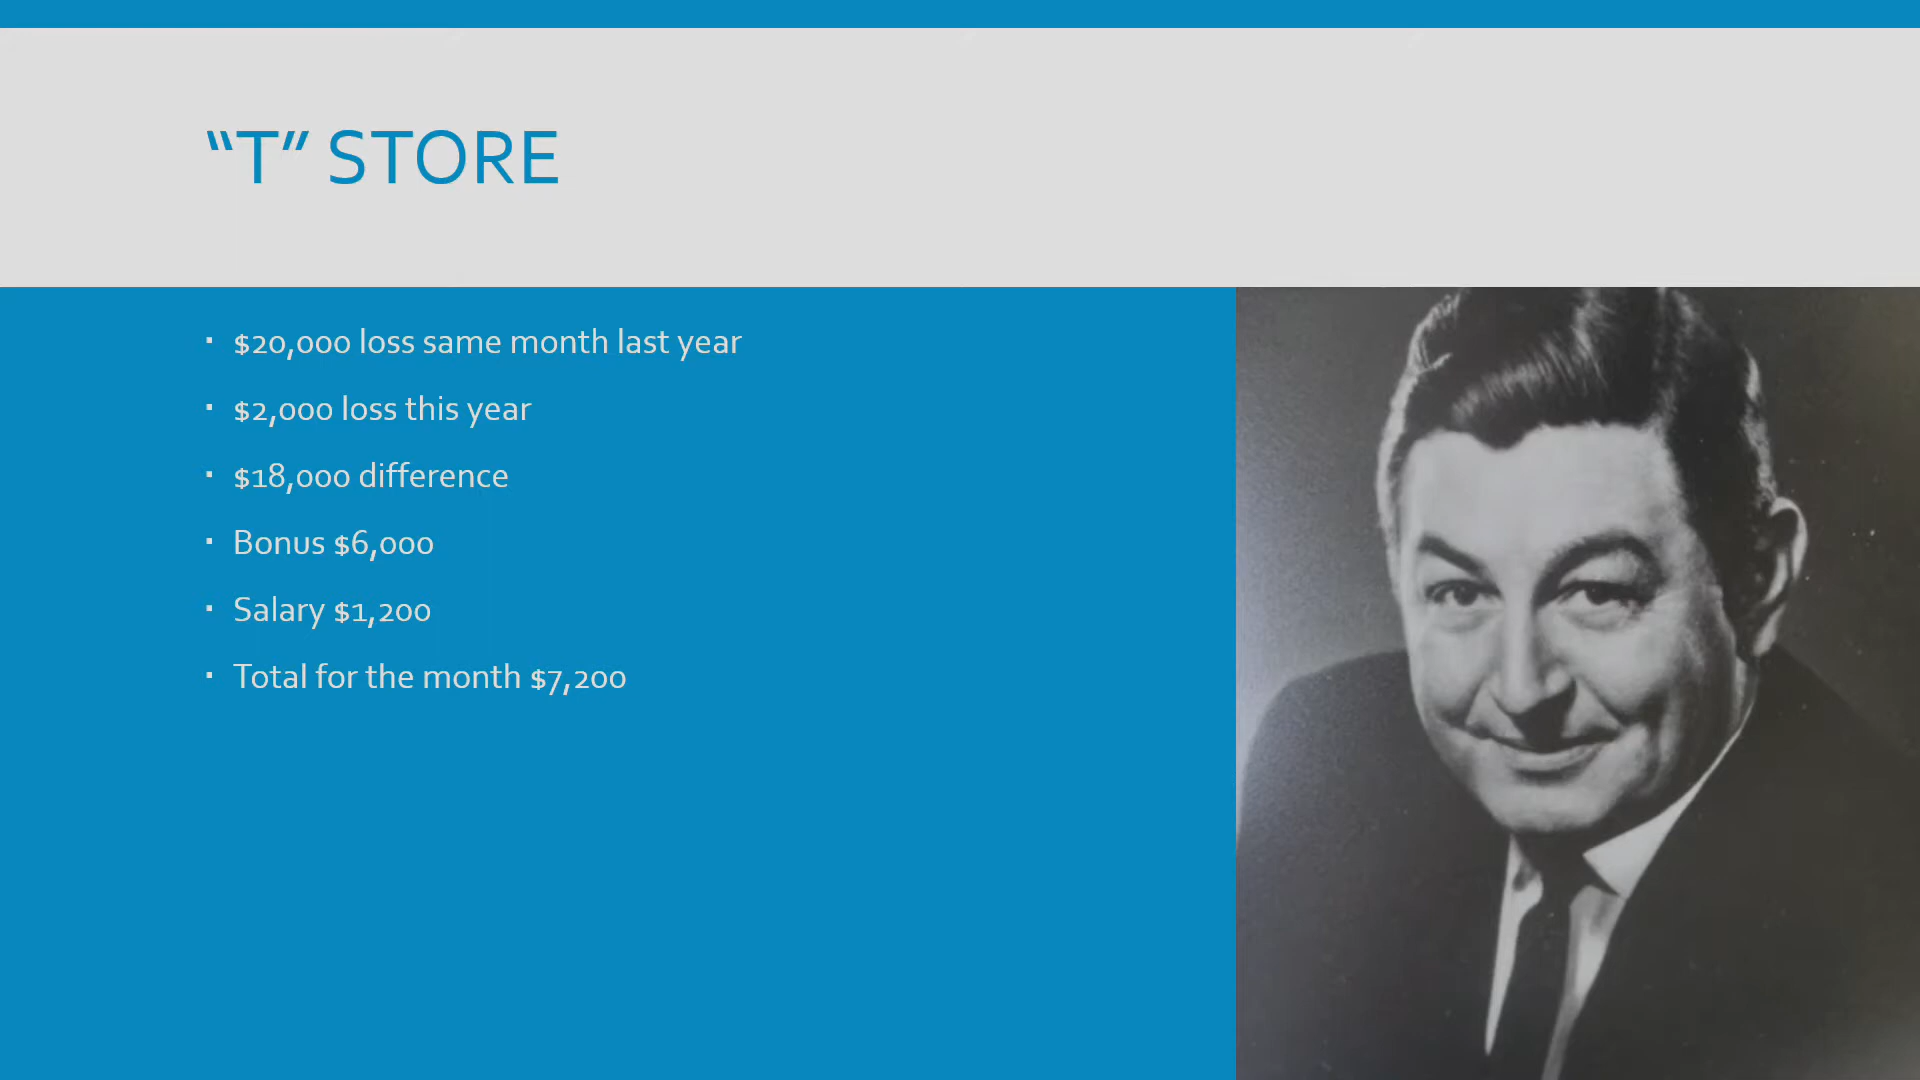 “T” STORE
▪ $20,000 loss same month last year
▪ $2,000 loss this year
▪ $18,000 difference
▪ Bonus $6,000
▪ Salary $1,200
▪ Total for the month $7,200